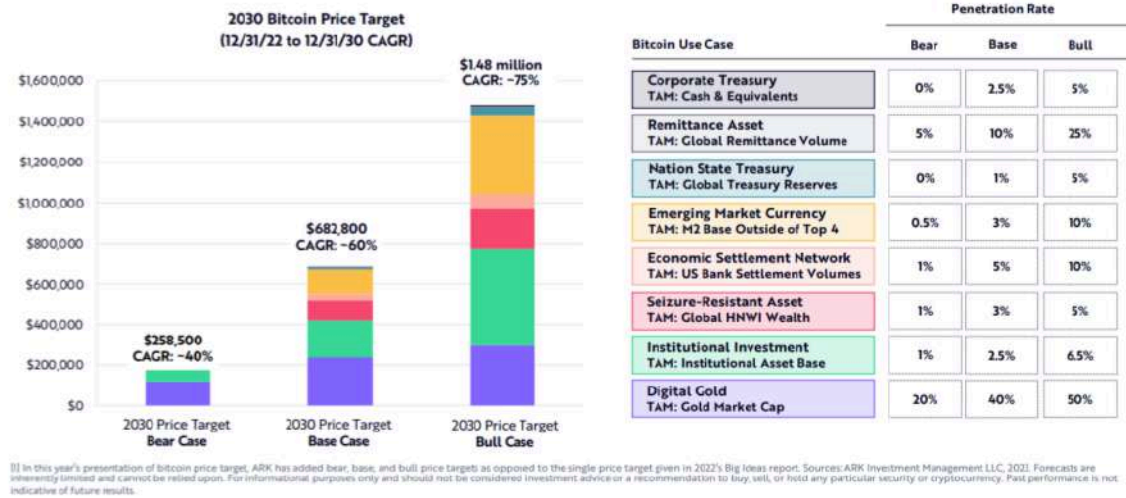 2030 Bitcoin Price Target
(12/31/22 to 12/31/30 CAGR)
$1,600,000
$1,400,000
$1,200,000
$1,000,000
$800,000
$600,000
$400,000
$200,000
$0
$258,500
CAGR: ~40%
$682,800
CAGR: ~60%
$1.48 million
CAGR: ~75%
2030 Price Target
Bear Case
2030 Price Target
Base Case
2030 Price Target
Bull Case
Penetration Rate
Bitcoin Use Case Bear Base Bull
Corporate Treasury
TAM: Cash & Equivalents
0% 2.5% 5%
Remittance Asset
TAM: Global Remittance Volume
5% 10% 25%
Nation State Treasury
TAM: Global Treasury Reserves
0% 1% 5%
Emerging Market Currency
TAM: M2 Base Outside of Top 4
0.5% 3% 10%
Economic Settlement Network
TAM: US Bank Settlement Volumes
1% 5% 10%
Seizure-Resistant Asset
TAM: Global HNWI Wealth
1% 3% 5%
Institutional Investment
TAM: Institutional Asset Base
1% 2.5% 6.5%
Digital Gold
TAM: Gold Market Cap
20% 40% 50%
[1] In this year's presentation of bitcoin price target, ARK has added bear, base, and bull price targets as opposed to the single price target given in 2022's Big Ideas report. Sources: ARK Investment Management LLC, 2023. Forecasts are
inherently limited and cannot be relied upon. For informational purposes only and should not be considered investment advice or a recommendation to buy, sell, or hold any particular security or cryptocurrency. Past performance is not
indicative of future results.